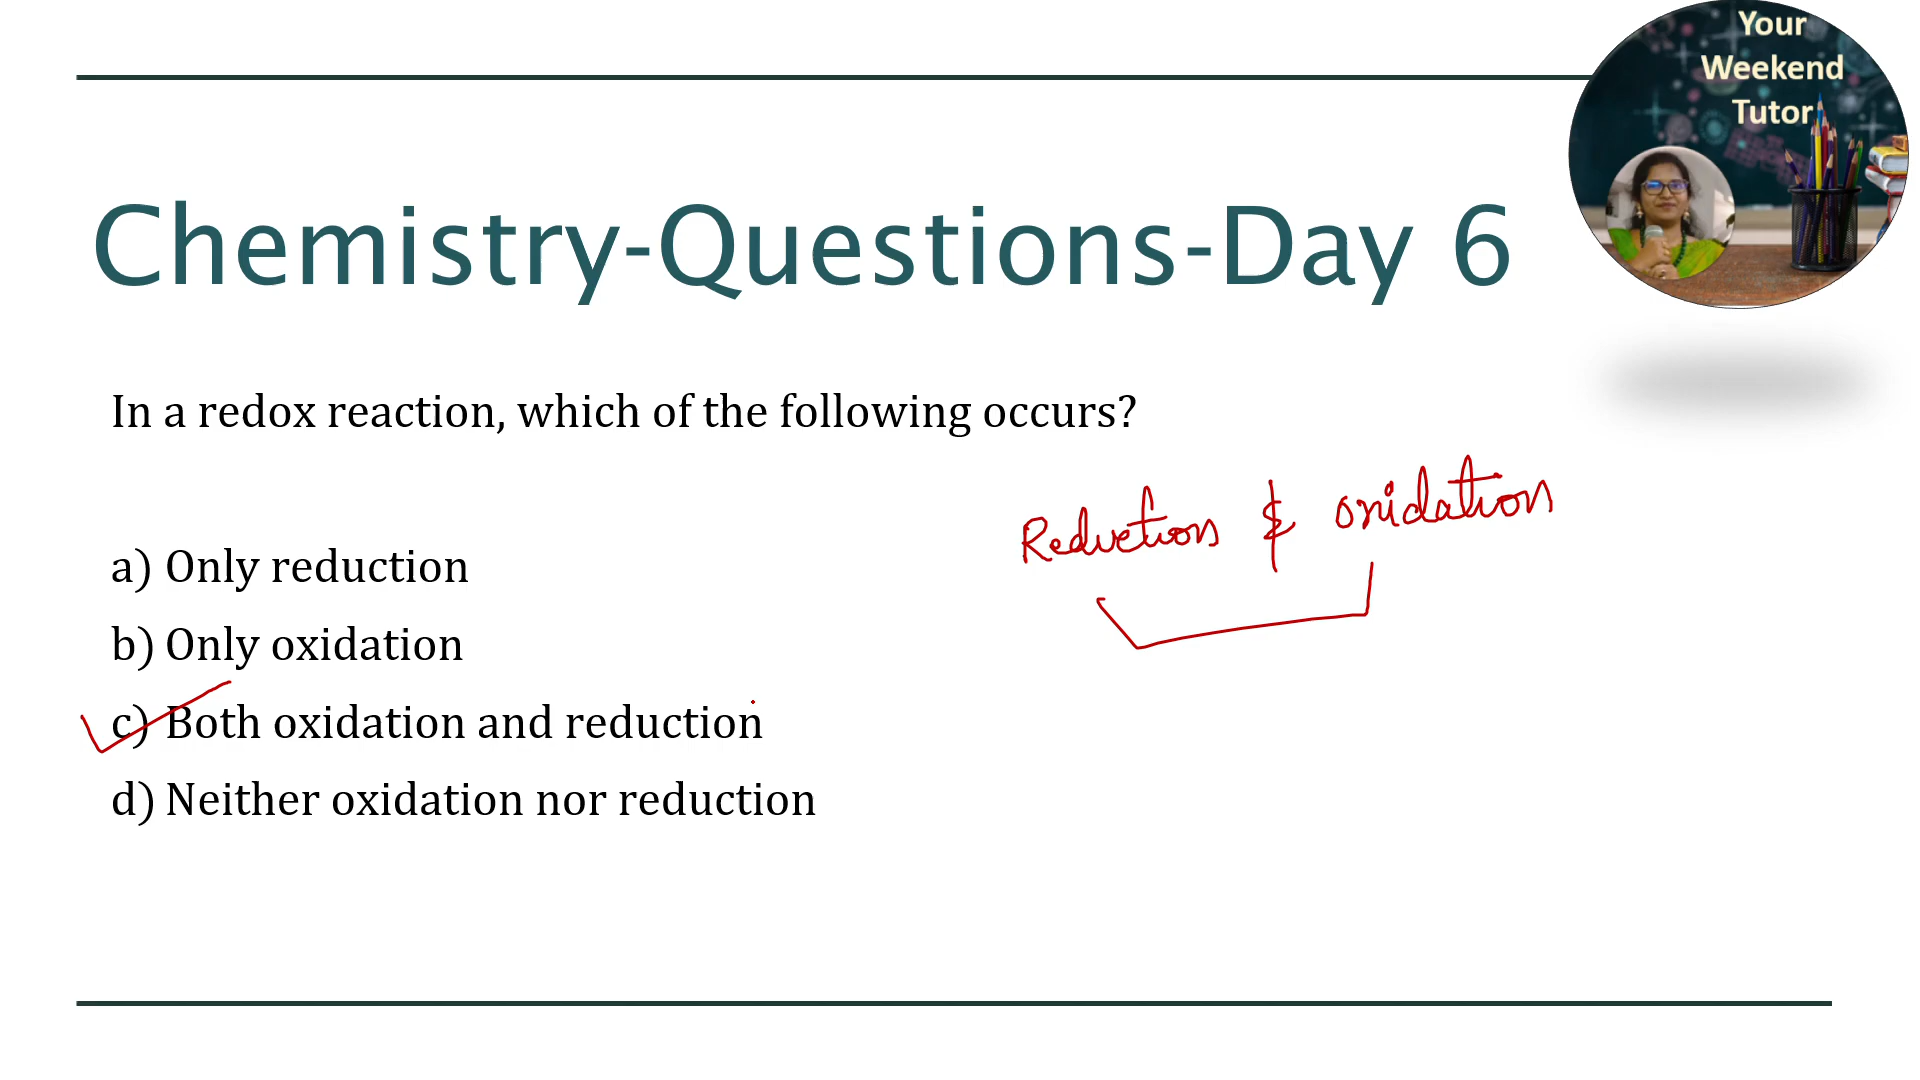 Your
Weekend
Tutor
Chemistry-Questions-Day 6
In a redox reaction, which of the following occurs?
Reduction & oxidation
a) Only reduction
b) Only oxidation
c) Both oxidation and reduction
d) Neither oxidation nor reduction